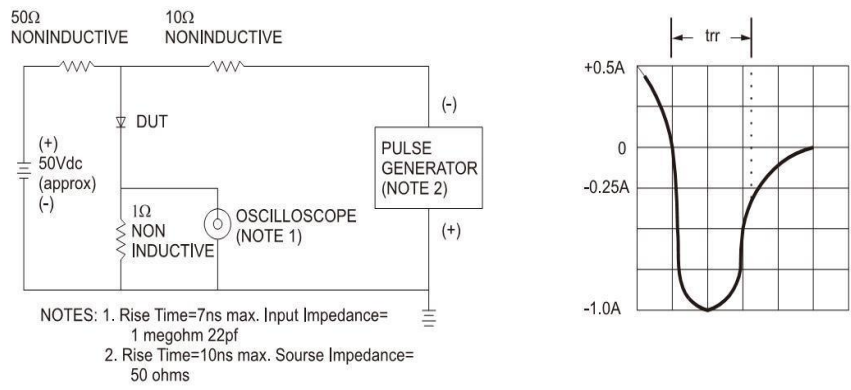 50Ω
NONINDUCTIVE
10Ω
NONINDUCTIVE
trr
+0.5A
(-)
DUT
(+)
50Vdc
(approx)
(-)
PULSE
GENERATOR
(NOTE 2)
0
-0.25A
1Ω
NON
INDUCTIVE
OSCILLOSCOPE
(NOTE 1)
(+)
-1.0A
NOTES: 1. Rise Time=7ns max. Input Impedance=
1 megohm 22pf
2. Rise Time=10ns max. Sourse Impedance=
50 ohms